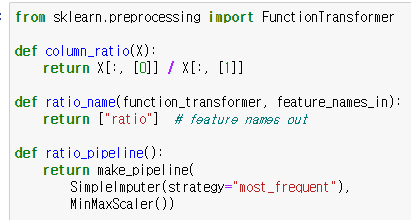 from sklearn.preprocessing import FunctionTransformer
def column_ratio(X):
return X[:, [0]] / X[:, [1]]
def ratio_name(function_transformer, feature_names_in):
return ["ratio"]  # feature names out
def ratio_pipeline():
return make_pipeline(
SimpleImputer(strategy="most_frequent"),
MinMaxScaler())